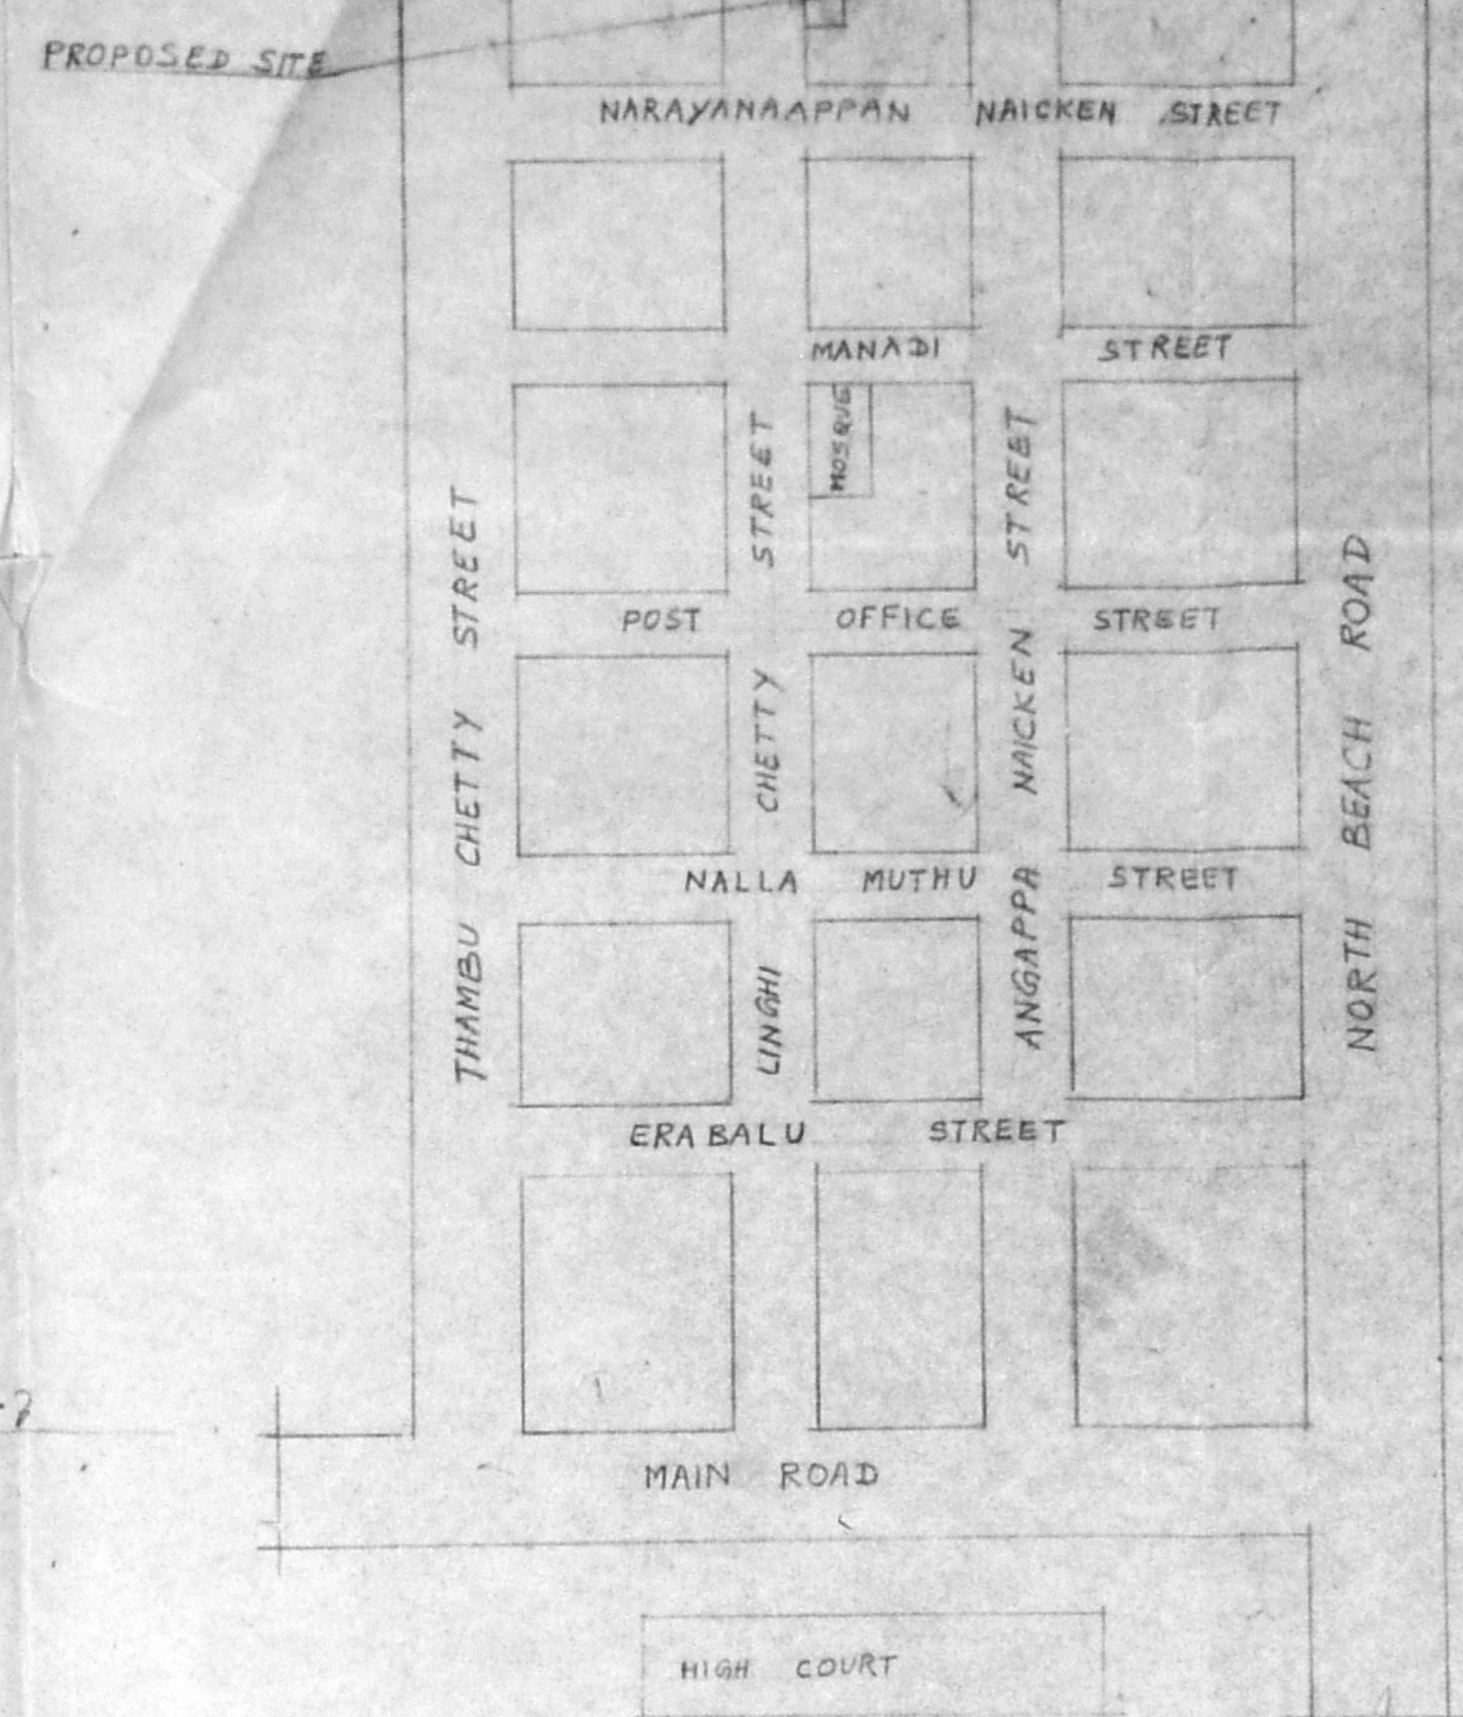 PROPOSED SITE
NARAYANAAPPAN NAICKEN STREET
MANADI STREET
MOSQUE
POST OFFICE STREET
NALLA MUTHU STREET
ERABALU STREET
THAMBU CHETTY STREET
LINGHI CHETTY STREET
ANGAPPA NAICKEN STREET
NORTH BEACH ROAD
MAIN ROAD
HIGH COURT